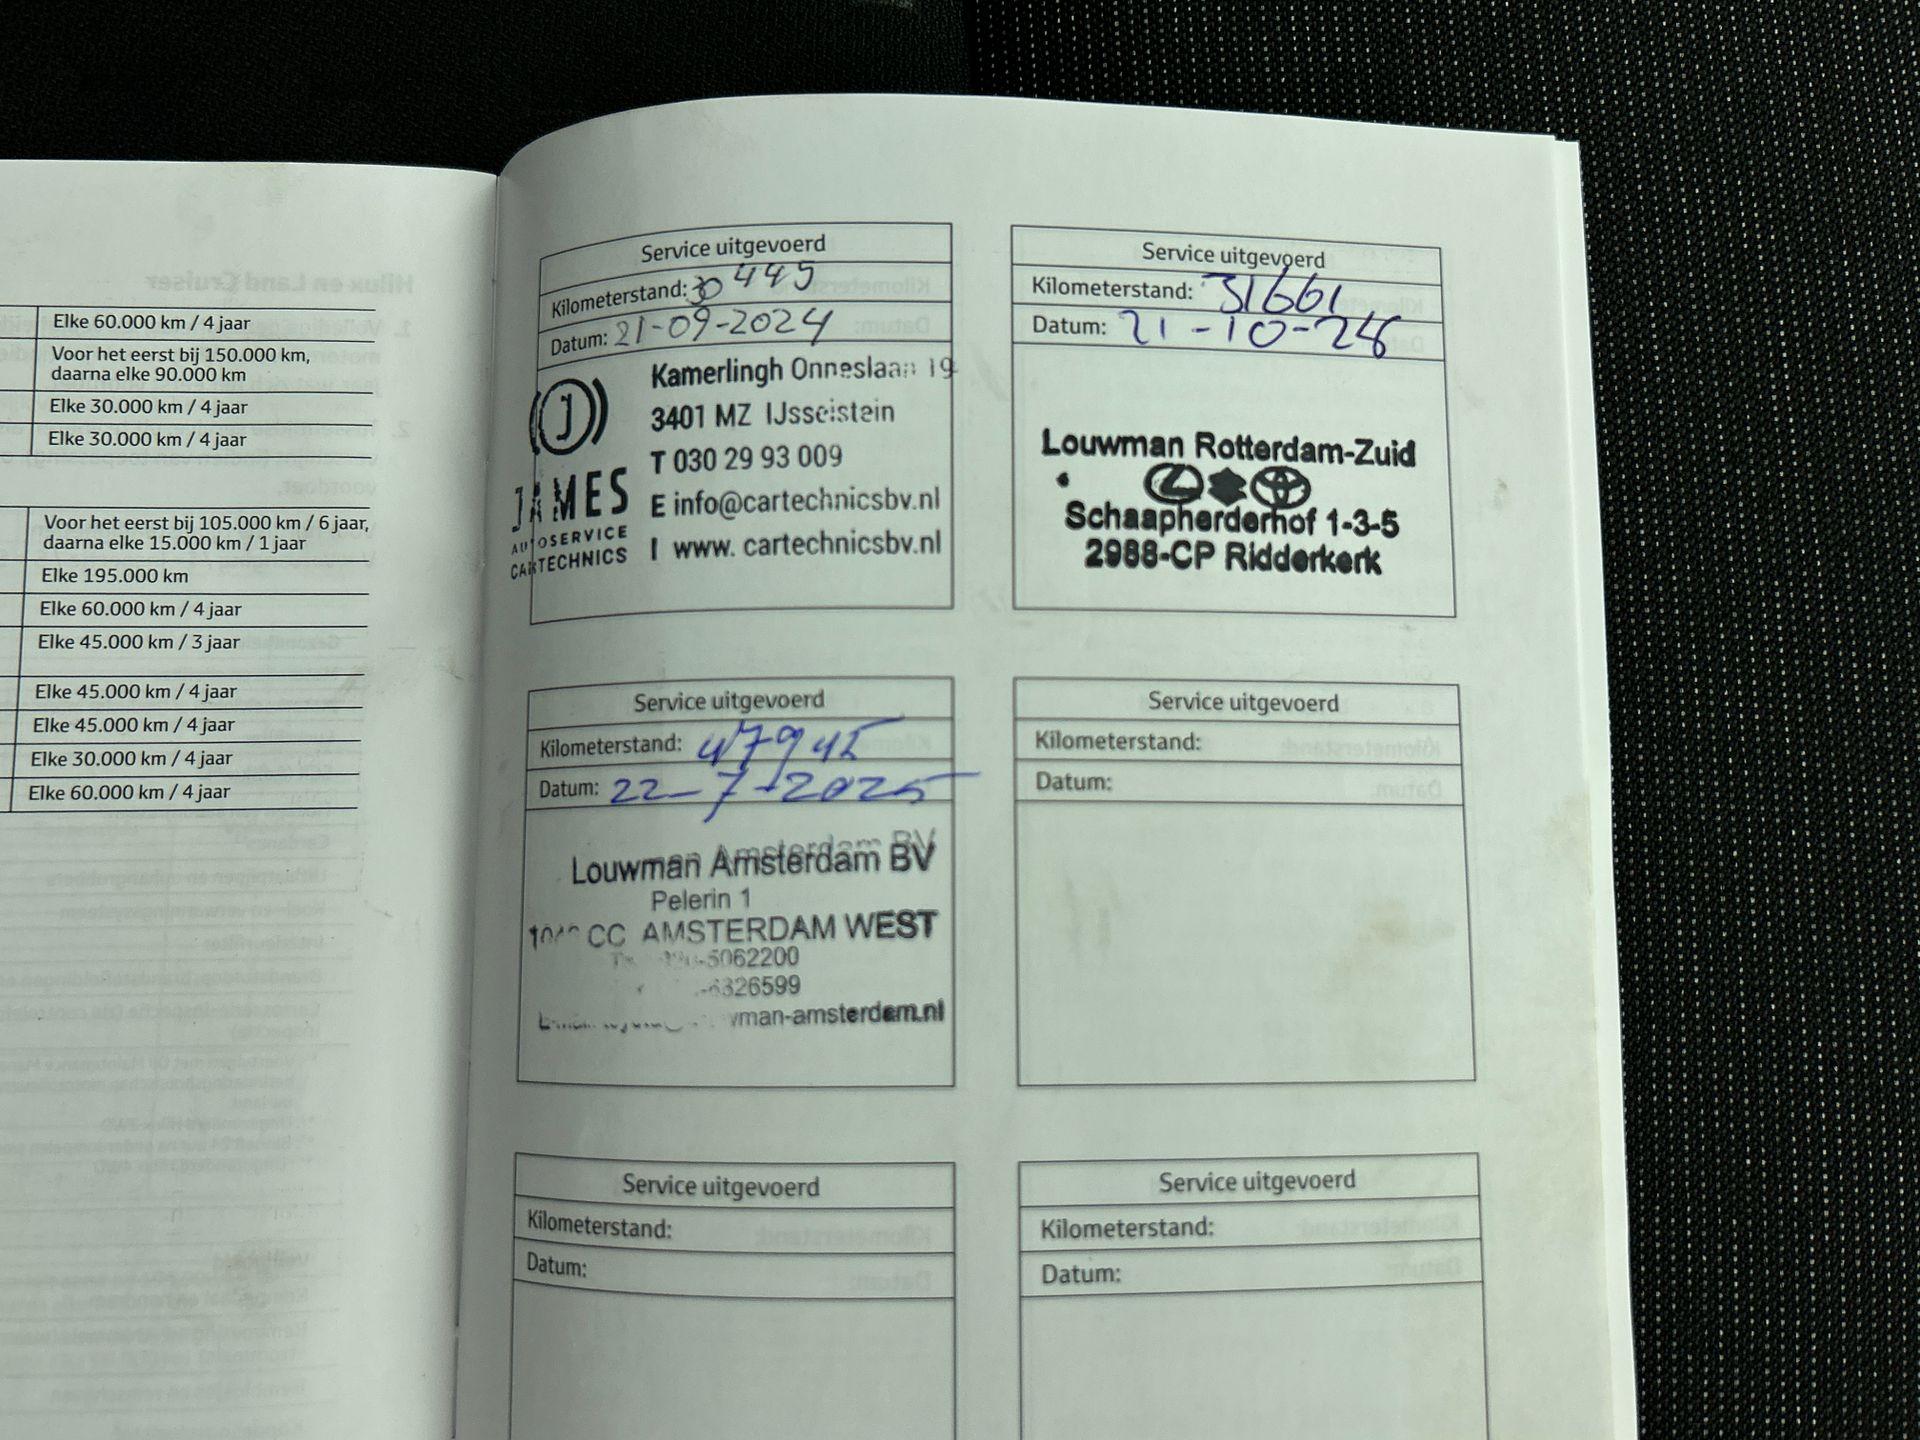 Elke 60.000 km / 4 jaar
Voor het eerst bij 150.000 km,
daarna elke 90.000 km
Elke 30.000 km / 4 jaar
Elke 30.000 km / 4 jaar
Voor het eerst bij 105.000 km / 6 jaar,
daarna elke 15.000 km / 1 jaar
Elke 195.000 km
Elke 60.000 km / 4 jaar
Elke 45.000 km / 3 jaar
Elke 45.000 km / 4 jaar
Elke 45.000 km / 4 jaar
Elke 30.000 km / 4 jaar
Elke 60.000 km / 4 jaar
Service uitgevoerd
Kilometerstand: 30445
Datum: 21-09-2024
JAMES
AUTOSERVICE
CARTECHNICS
Kamerlingh Onneslaan 19
3401 MZ IJsselstein
T 030 29 93 009
E info@cartechnicsbv.nl
I www. cartechnicsbv.nl
Service uitgevoerd
Kilometerstand: 31661
Datum: 21-10-24
Louwman Rotterdam-Zuid
Schaapherderhof 1-3-5
2988-CP Ridderkerk
Service uitgevoerd
Kilometerstand: 47945
Datum: 22-7-2025
Louwman Amsterdam BV
Pelerin 1
CC AMSTERDAM WEST
5062200
6326599
man-amsterdam.nl
Service uitgevoerd
Kilometerstand:
Datum:
Service uitgevoerd
Kilometerstand:
Datum:
Service uitgevoerd
Kilometerstand:
Datum: